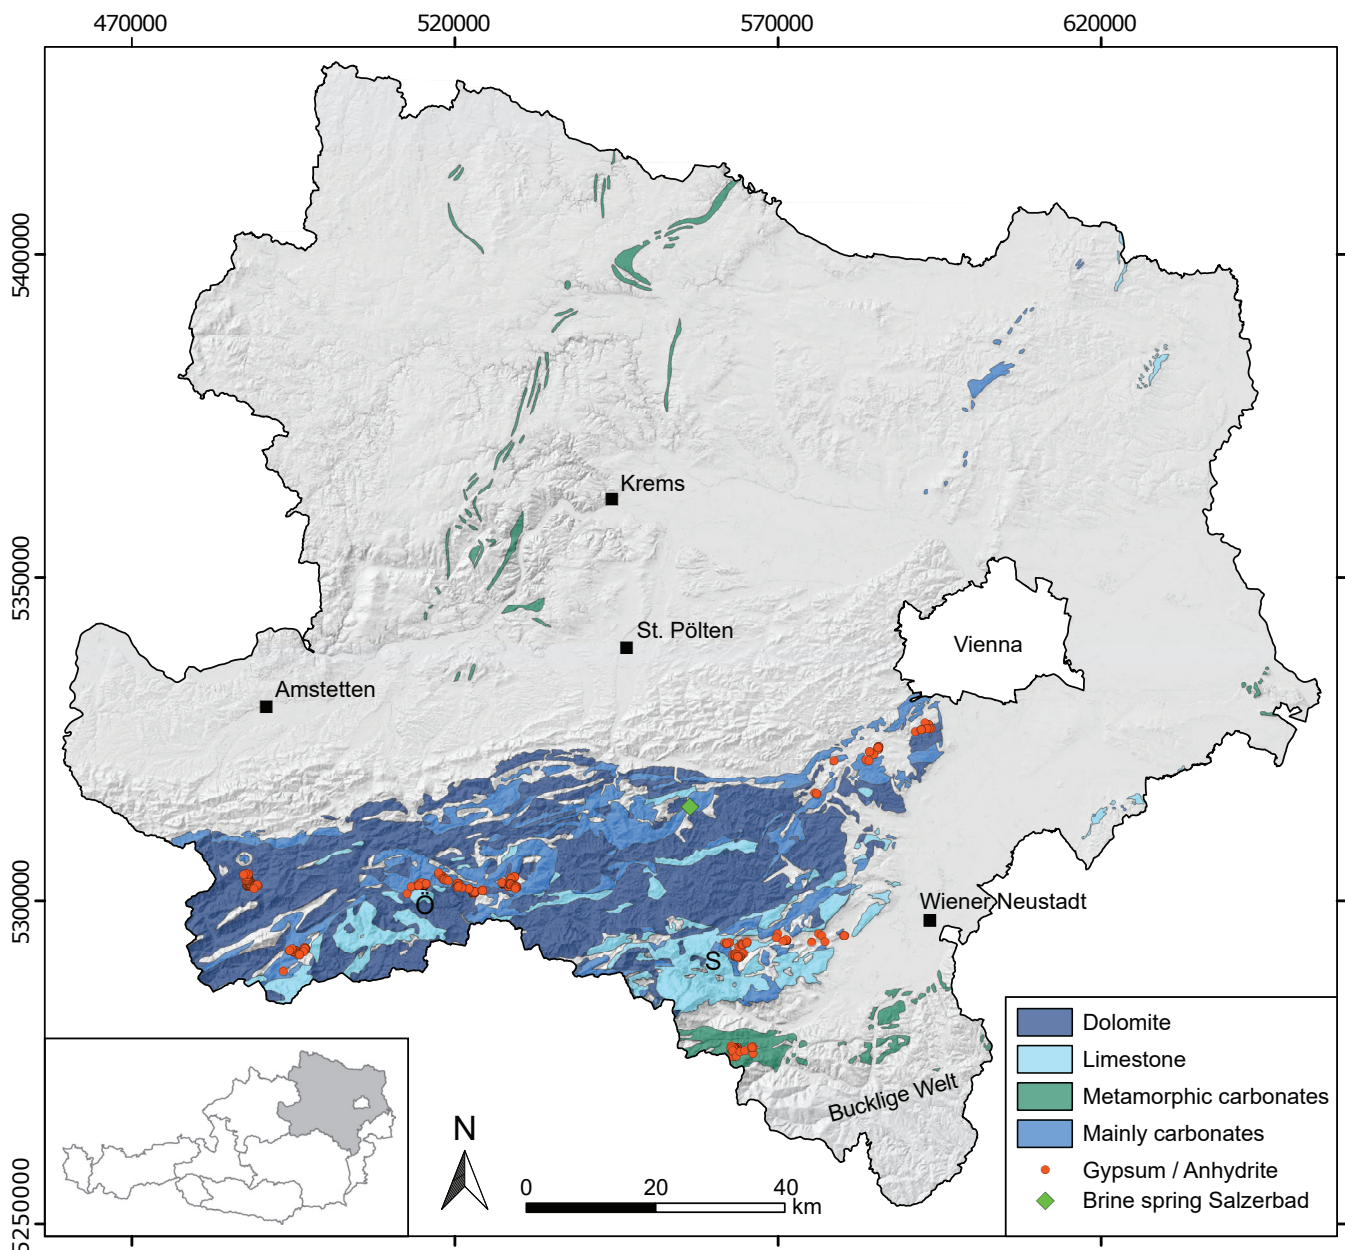 470000 520000 570000 620000
5400000
5350000
5300000
5250000
Krems
St. Pölten
Vienna
Amstetten
Ö
Wiener Neustadt
S
Bucklige Welt
N
0 20 40
km
Dolomite
Limestone
Metamorphic carbonates
Mainly carbonates
Gypsum / Anhydrite
Brine spring Salzerbad